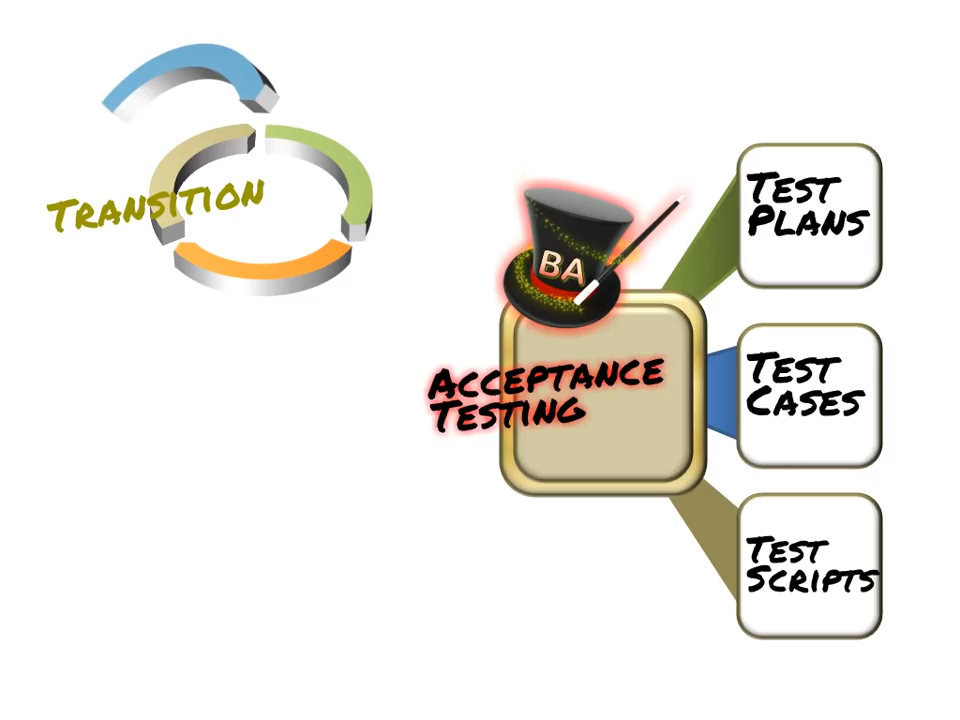 Transition
BA
Acceptance
Testing
Test
Plans
Test
Cases
Test
Scripts